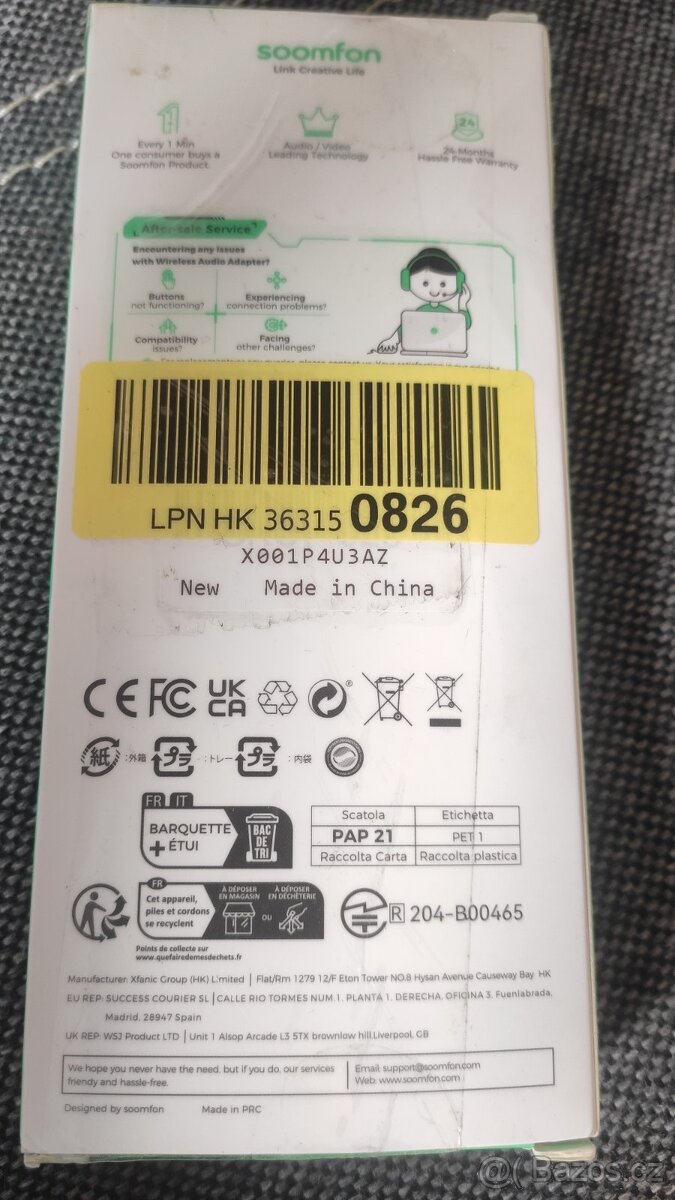 soomfon
Link Creative Life
Every 1 Min
One consumer buys a
Soomfon Product.
Audio / Video
Leading Technology
24
24-Months
Hassle Free Warranty
After-sale Service
Encountering any issues
with Wireless Audio Adapter?
Buttons
not functioning?
Experiencing
connection problems?
Compatibility
issues?
Facing
other challenges?
LPN HK 36315 0826
X001P4U3AZ
New Made in China
CE FC UK CA
紙 :外箱 プラ :トレー プラ :内袋
FR IT
BARQUETTE
+ ÉTUI
BAC
DE
TRI
Scatola Etichetta
PAP 21 PET 1
Raccolta Carta Raccolta plastica
FR
Cet appareil,
piles et cordons
se recyclent
À DÉPOSER
EN MAGASIN
OU
À DÉPOSER
EN DÉCHÈTERIE
Points de collecte sur
www.quefairedemesdechets.fr
R 204-B00465
Manufacturer: Xfanic Group (HK) Limited | Flat/Rm 1279 12/F Eton Tower NO.8 Hysan Avenue Causeway Bay HK
EU REP: SUCCESS COURIER SL | CALLE RIO TORMES NUM 1. PLANTA 1. DERECHA, OFICINA 3. Fuenlabrada,
Madrid, 28947 Spain
UK REP: WSJ Product LTD | Unit 1 Alsop Arcade L3 5TX brownlow hill,Liverpool, GB
We hope you never have the need, but if you do, our services
friendy and hassle-free.
Email: support@soomfon.com
Web: www.soomfon.com
Designed by soomfon Made in PRC
@Bazos.cz